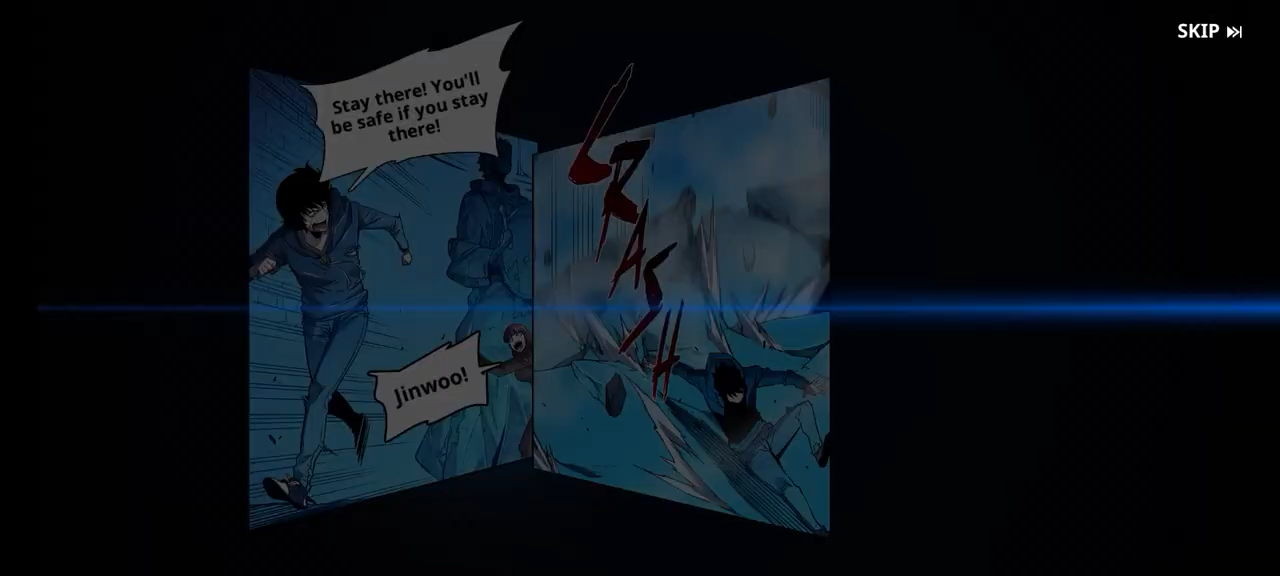 SKIP
Stay there! You'll
be safe if you stay
there!
CRASH
Jinwoo!